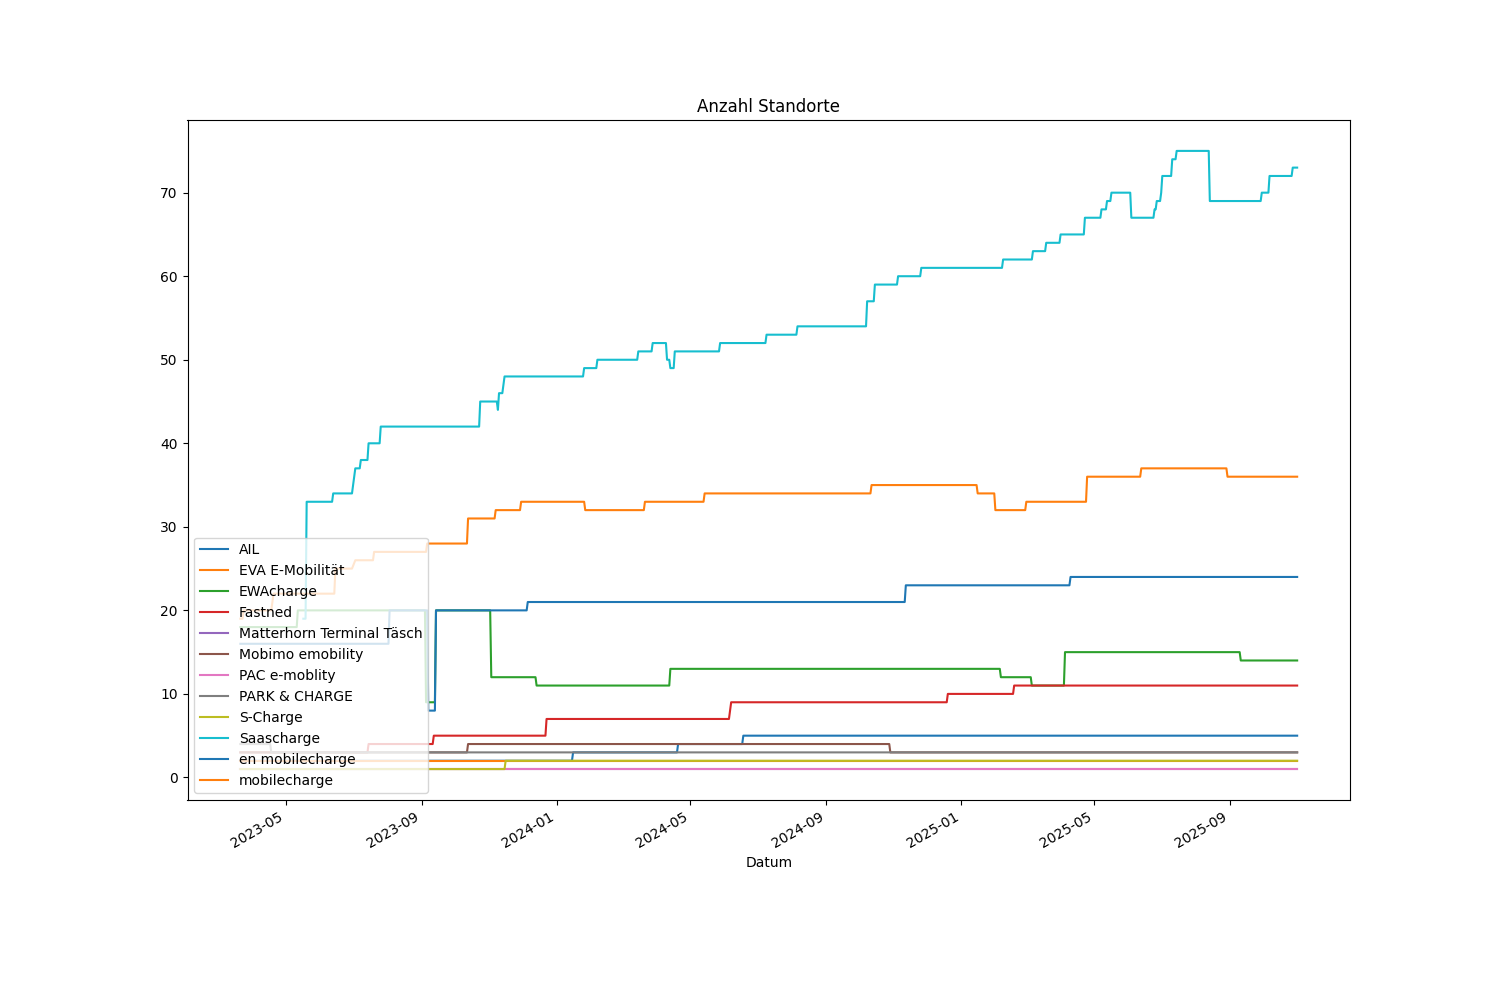 Anzahl Standorte
70
60
50
40
30
20
10
0
AIL
EVA E-Mobilität
EWAcharge
Fastned
Matterhorn Terminal Täsch
Mobimo emobility
PAC e-moblity
PARK & CHARGE
S-Charge
Saascharge
en mobilecharge
mobilecharge
2023-05
2023-09
2024-01
2024-05
2024-09
2025-01
2025-05
2025-09
Datum